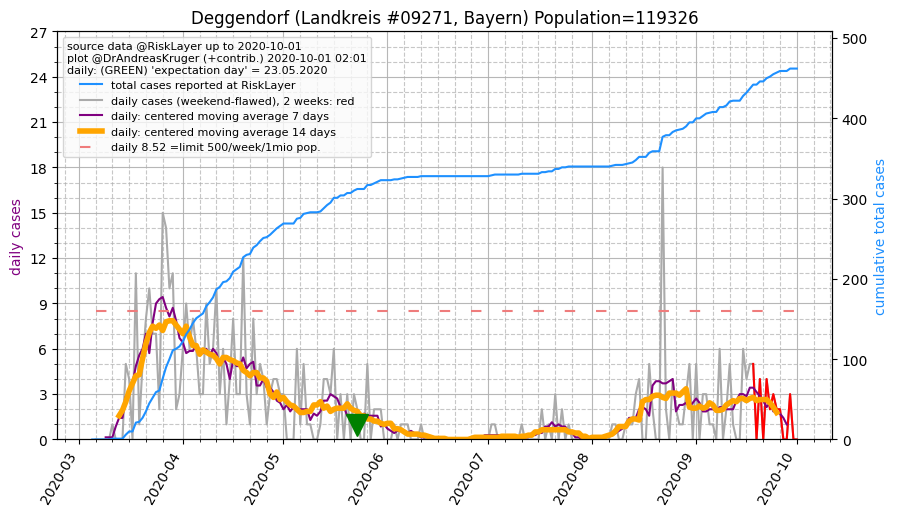 Deggendorf (Landkreis #09271, Bayern) Population=119326
source data @RiskLayer up to 2020-10-01
plot @DrAndreasKruger (+contrib.) 2020-10-01 02:01
daily: (GREEN) 'expectation day' = 23.05.2020
total cases reported at RiskLayer
daily cases (weekend-flawed), 2 weeks: red
daily: centered moving average 7 days
daily: centered moving average 14 days
daily 8.52 =limit 500/week/1mio pop.
daily cases
27
24
21
18
15
12
9
6
3
0
500
400
300
200
100
0
cumulative total cases
2020-03
2020-04
2020-05
2020-06
2020-07
2020-08
2020-09
2020-10